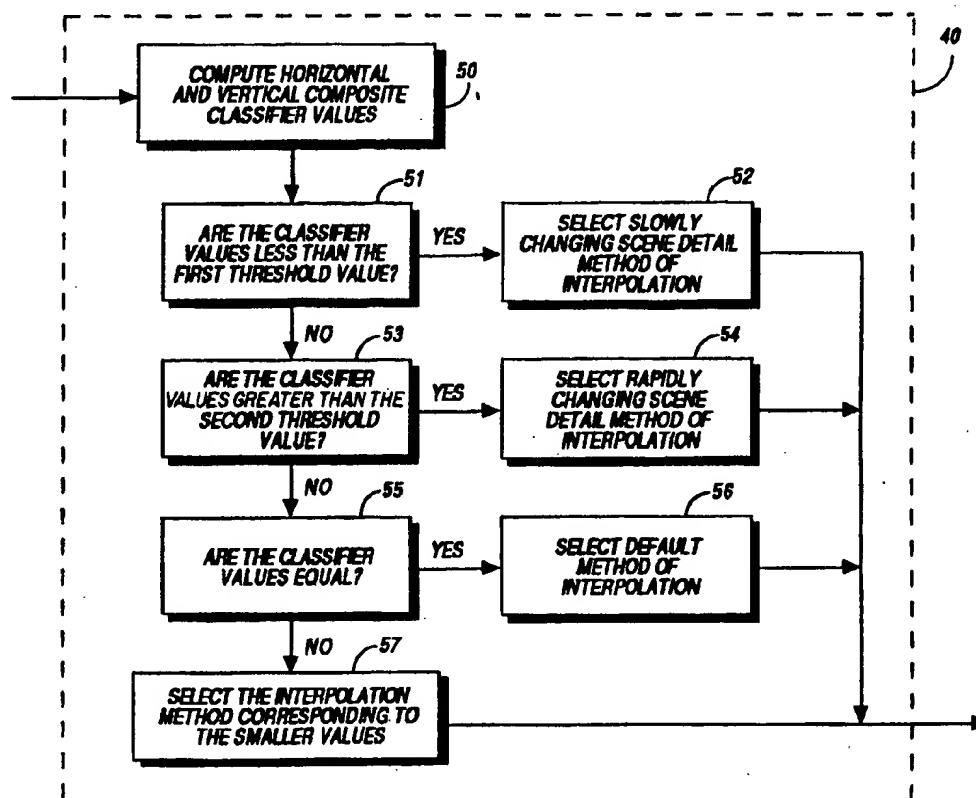 40
COMPUTE HORIZONTAL
AND VERTICAL COMPOSITE
CLASSIFIER VALUES
50
51
ARE THE CLASSIFIER
VALUES LESS THAN THE
FIRST THRESHOLD VALUE?
YES
52
SELECT SLOWLY
CHANGING SCENE DETAIL
METHOD OF
INTERPOLATION
NO
53
ARE THE CLASSIFIER
VALUES GREATER THAN THE
SECOND THRESHOLD
VALUE?
YES
54
SELECT RAPIDLY
CHANGING SCENE
DETAIL METHOD OF
INTERPOLATION
NO
55
ARE THE CLASSIFIER
VALUES EQUAL?
YES
56
SELECT DEFAULT
METHOD OF
INTERPOLATION
NO
57
SELECT THE INTERPOLATION
METHOD CORRESPONDING TO
THE SMALLER VALUES